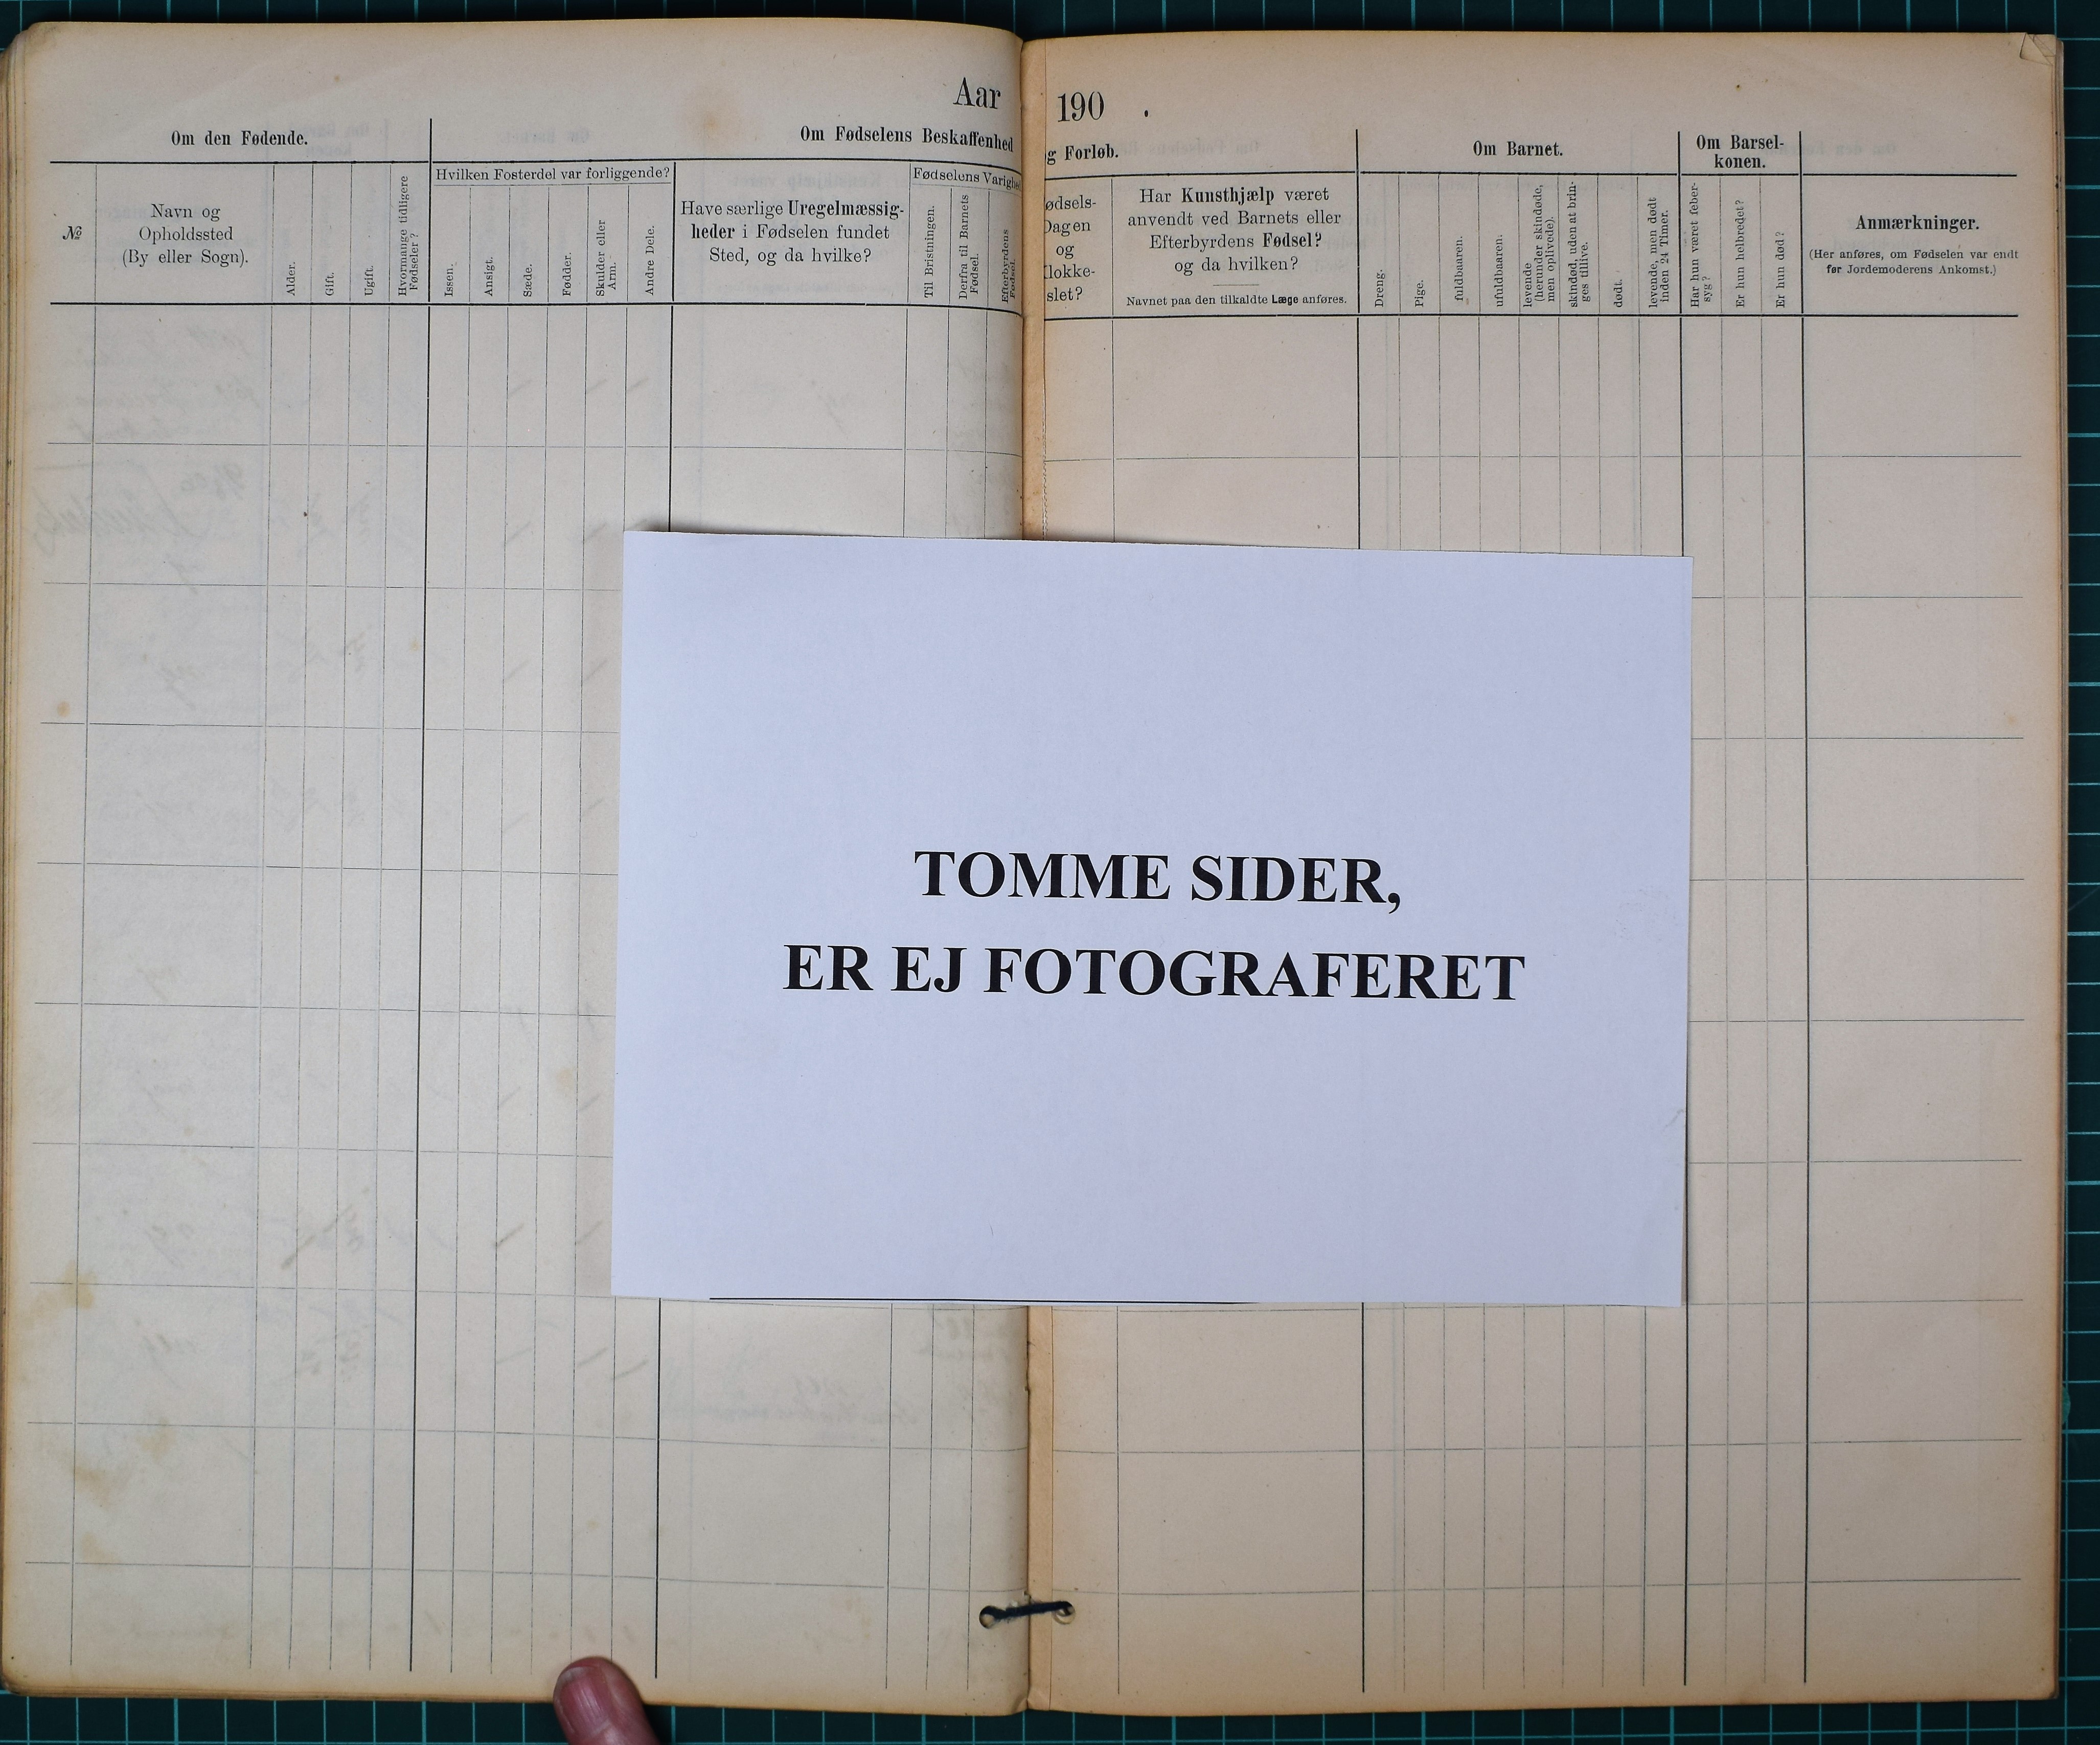 Aar 190 .
Om den Fødende.
Om Fødselens Beskaffenhed
g Forløb.
Om Barnet.
Om Barsel-
konen.
№
Navn og
Opholdssted
(By eller Sogn).
Alder.
Gift.
Ugift.
Hvormange tidligere
Fødseler?
Hvilken Fosterdel var forliggende?
Issen.
Ansigt.
Sæde.
Fødder.
Skulder eller
Arm.
Andre Dele.
Have særlige Uregelmæssig-
heder i Fødselen fundet
Sted, og da hvilke?
Fødselens Varighe
Til Bristningen.
Derfra til Barnets
Fødsel.
Efterbyrdens
Fødsel.
ødsels-
Dagen
og
lokke-
slet?
Har Kunsthjælp været
anvendt ved Barnets eller
Efterbyrdens Fødsel?
og da hvilken?
Navnet paa den tilkaldte Læge anføres.
Dreng.
Pige.
fuldbaaren.
ufuldbaaren.
levende
(herunder skindøde,
men oplivede).
skindød, uden at brin-
ges tillive.
dødt.
levende, men dødt
inden 24 Timer.
Har hun været feber-
syg?
Er hun helbredet?
Er hun død?
Anmærkninger.
(Her anføres, om Fødselen var endt
før Jordemoderens Ankomst.)
TOMME SIDER,
ER EJ FOTOGRAFERET